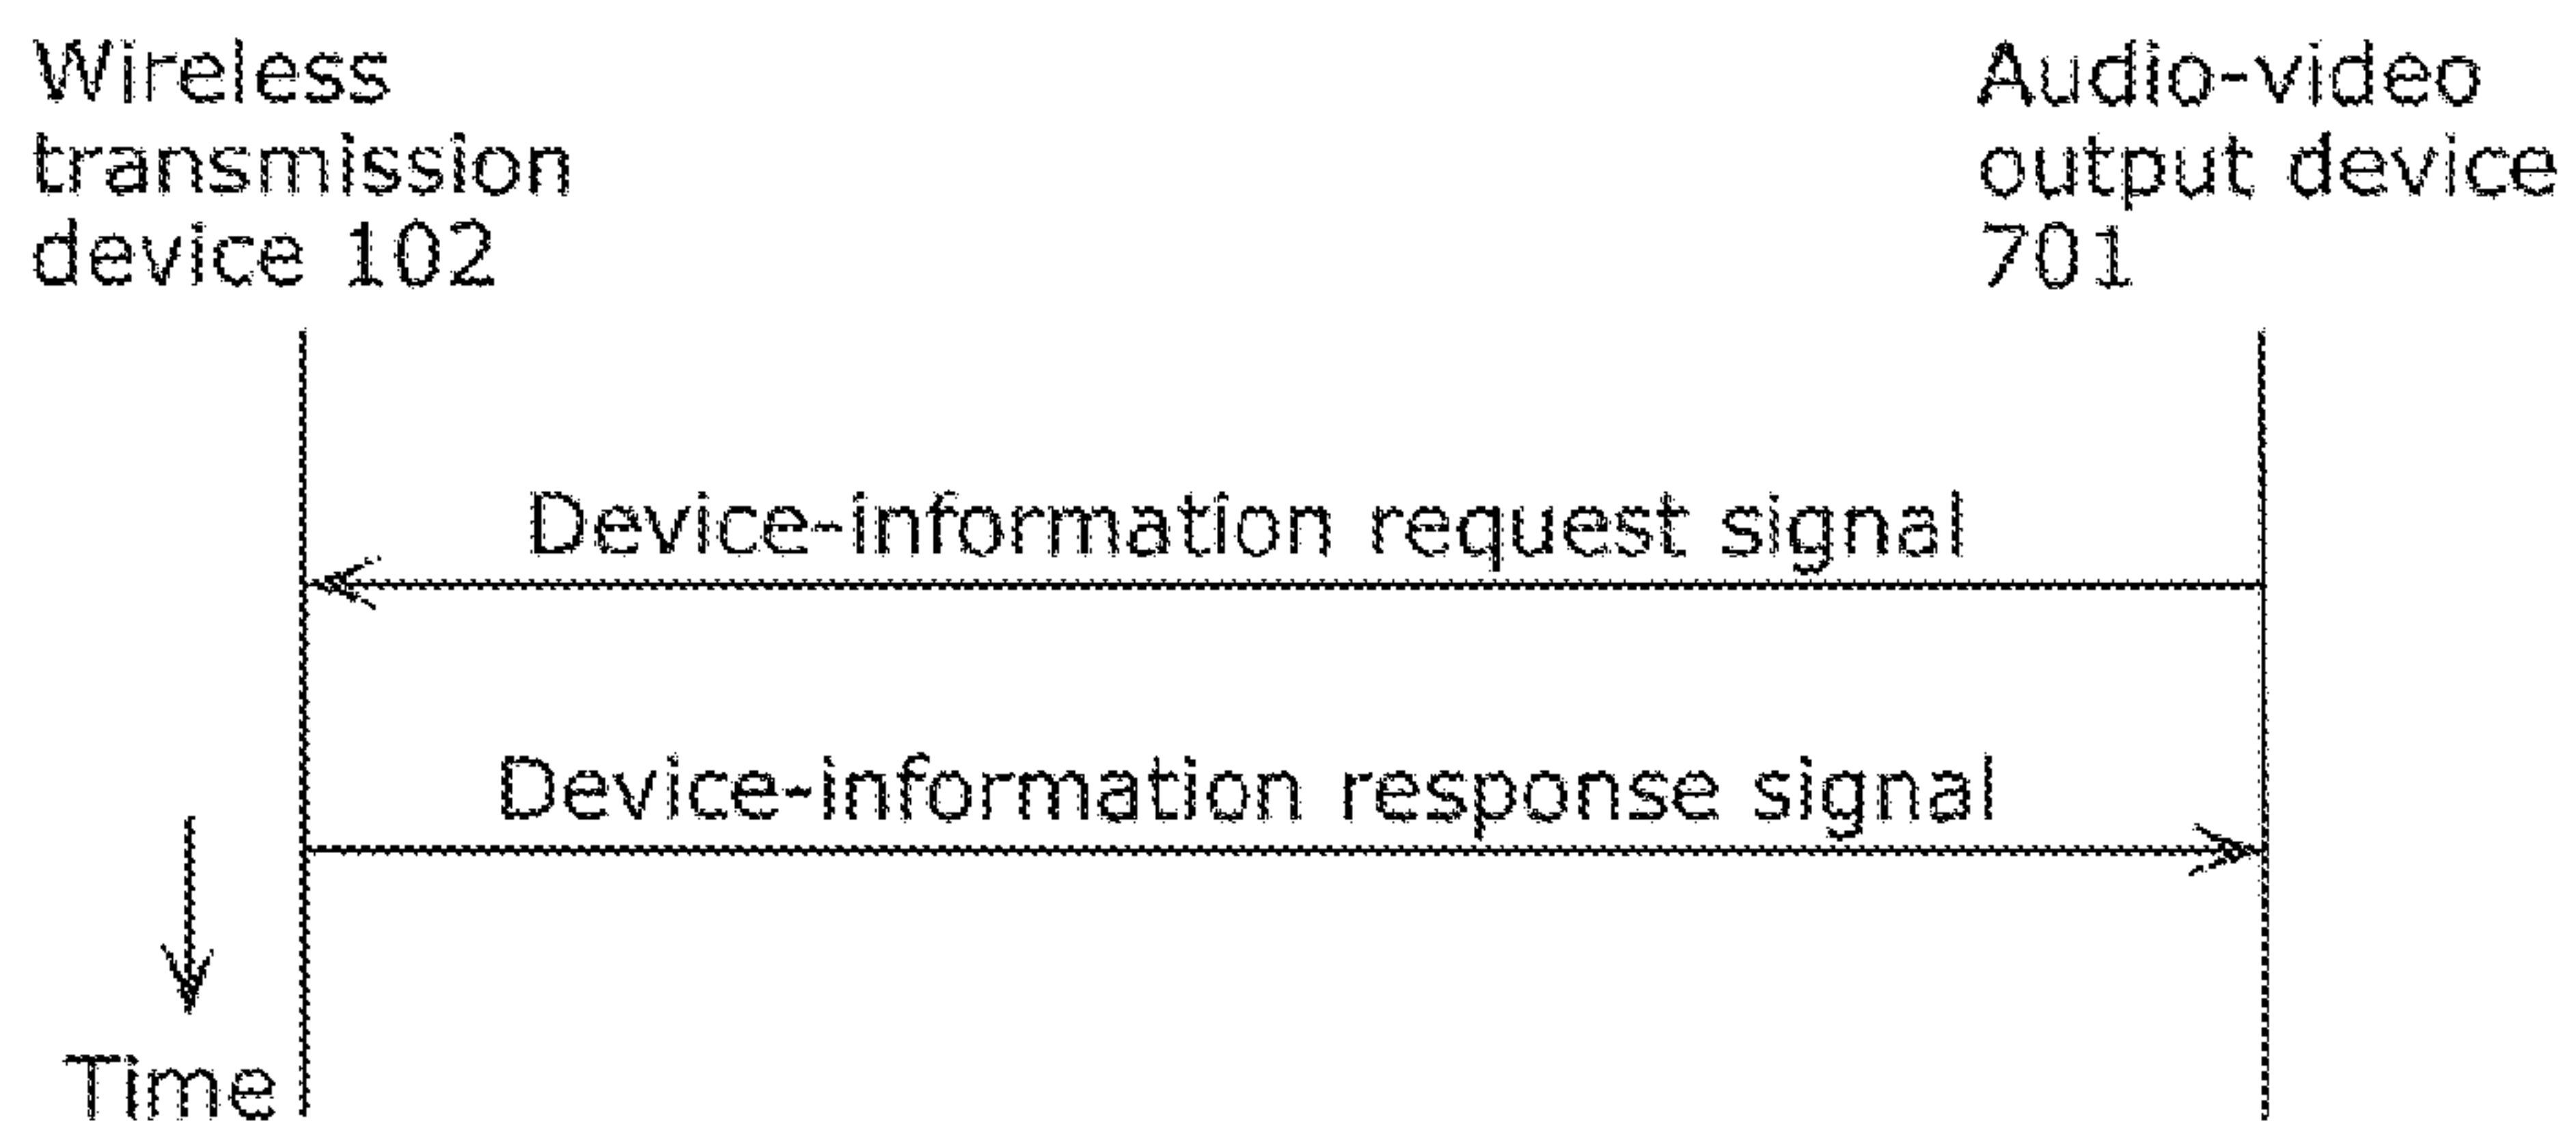 Wireless
transmission
device 102
Audio-video
output device
701
Device-information request signal
Device-information response signal
Time